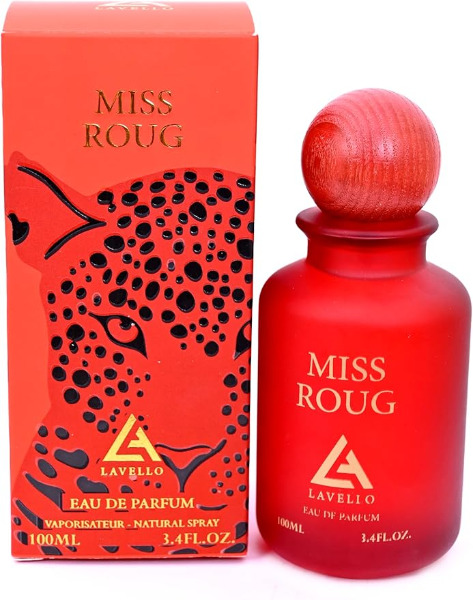 MISS
ROUG
LAVELLO
EAU DE PARFUM
VAPORISATEUR - NATURAL SPRAY
100ML 3.4FL.OZ.
MISS
ROUG
LAVELLO
EAU DE PARFUM
100ML 3.4FL.OZ.